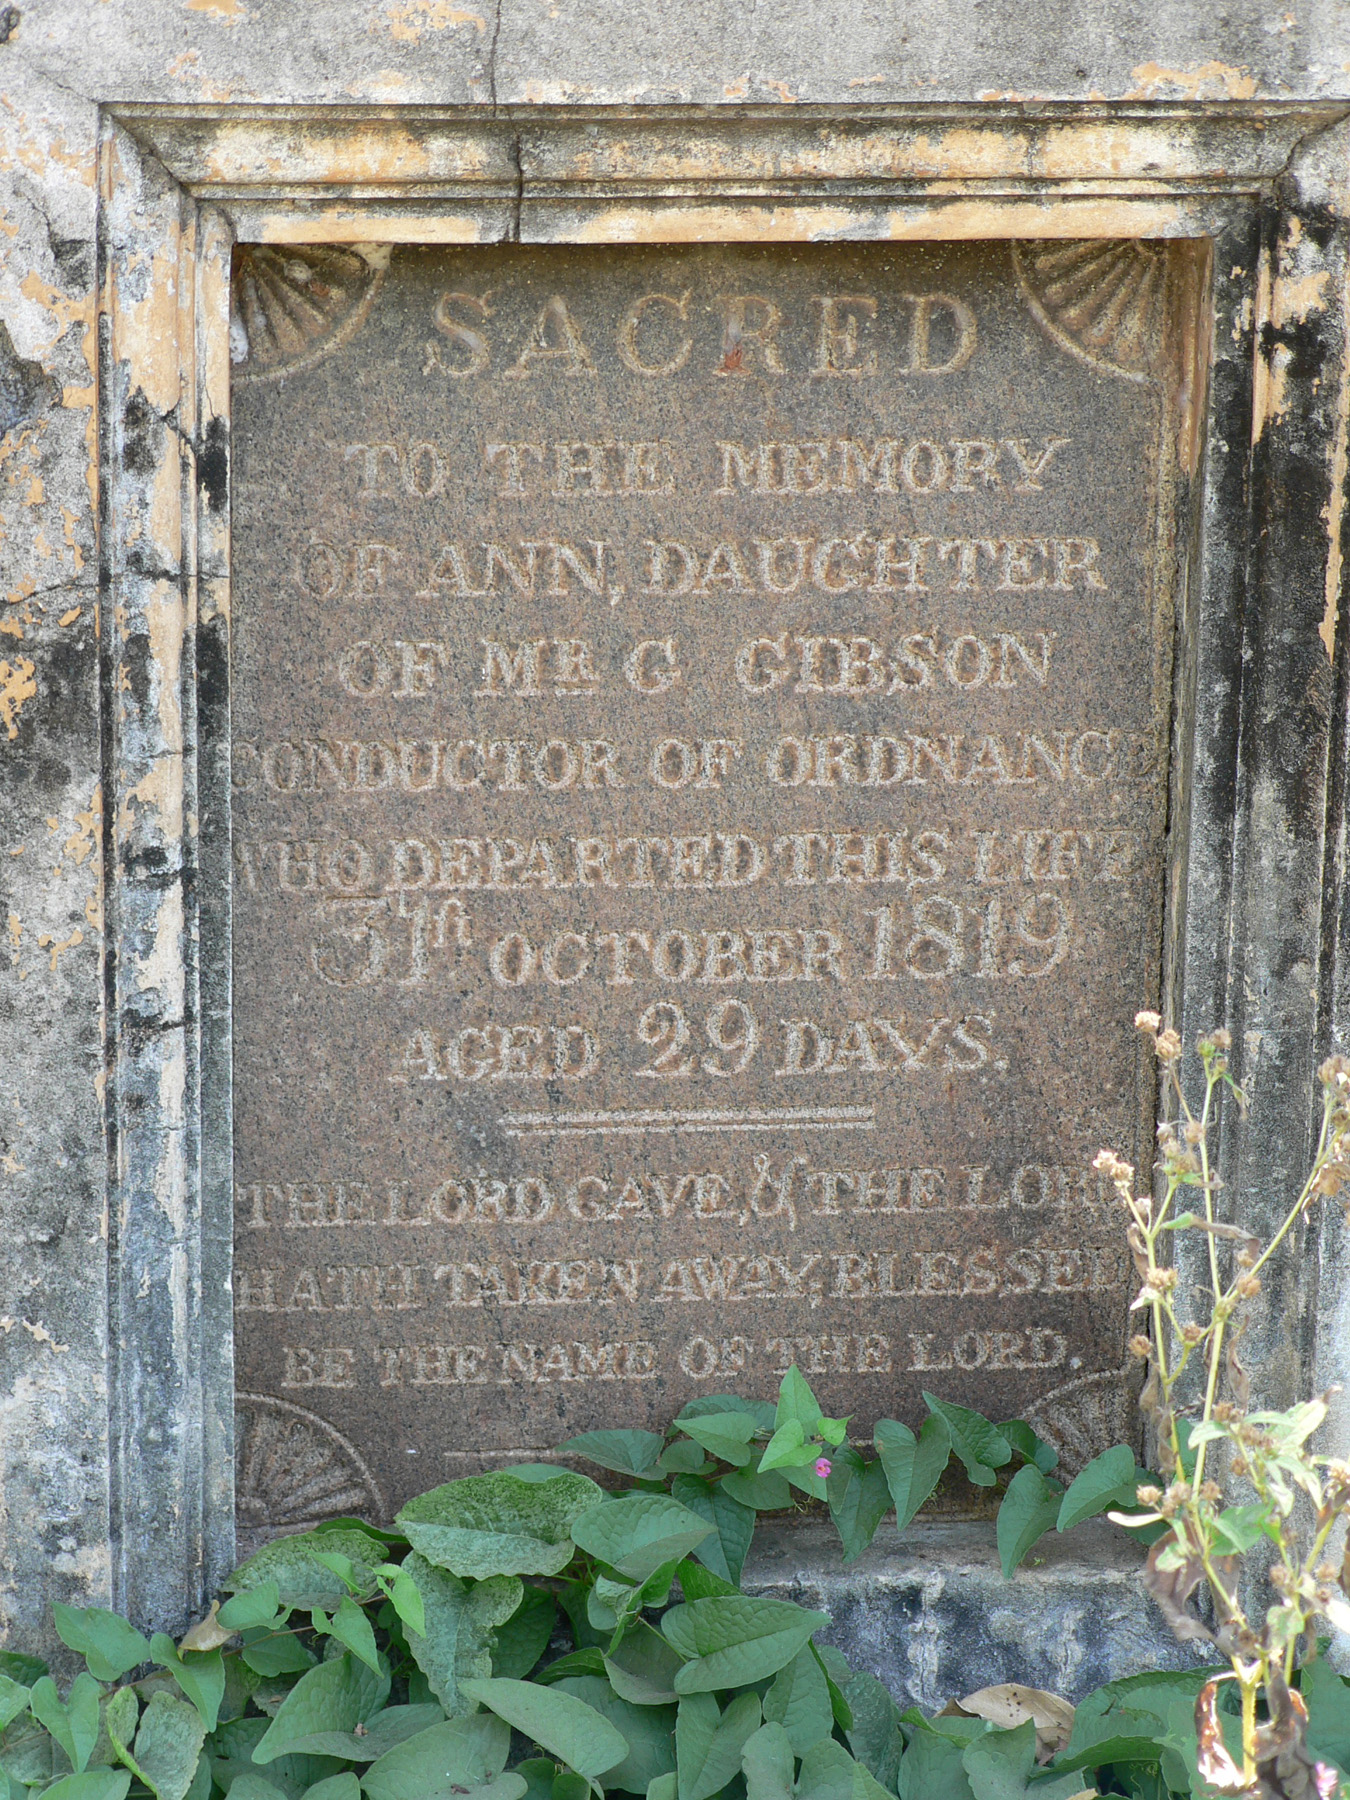 SACRED
TO THE MEMORY
OF ANN, DAUGHTER
OF MR G GIBSON
CONDUCTOR OF ORDNANCE
WHO DEPARTED THIS LIFE
31th OCTOBER 1819
AGED 29 DAYS.
THE LORD GAVE, & THE LORD
HATH TAKEN AWAY, BLESSED
BE THE NAME OF THE LORD.